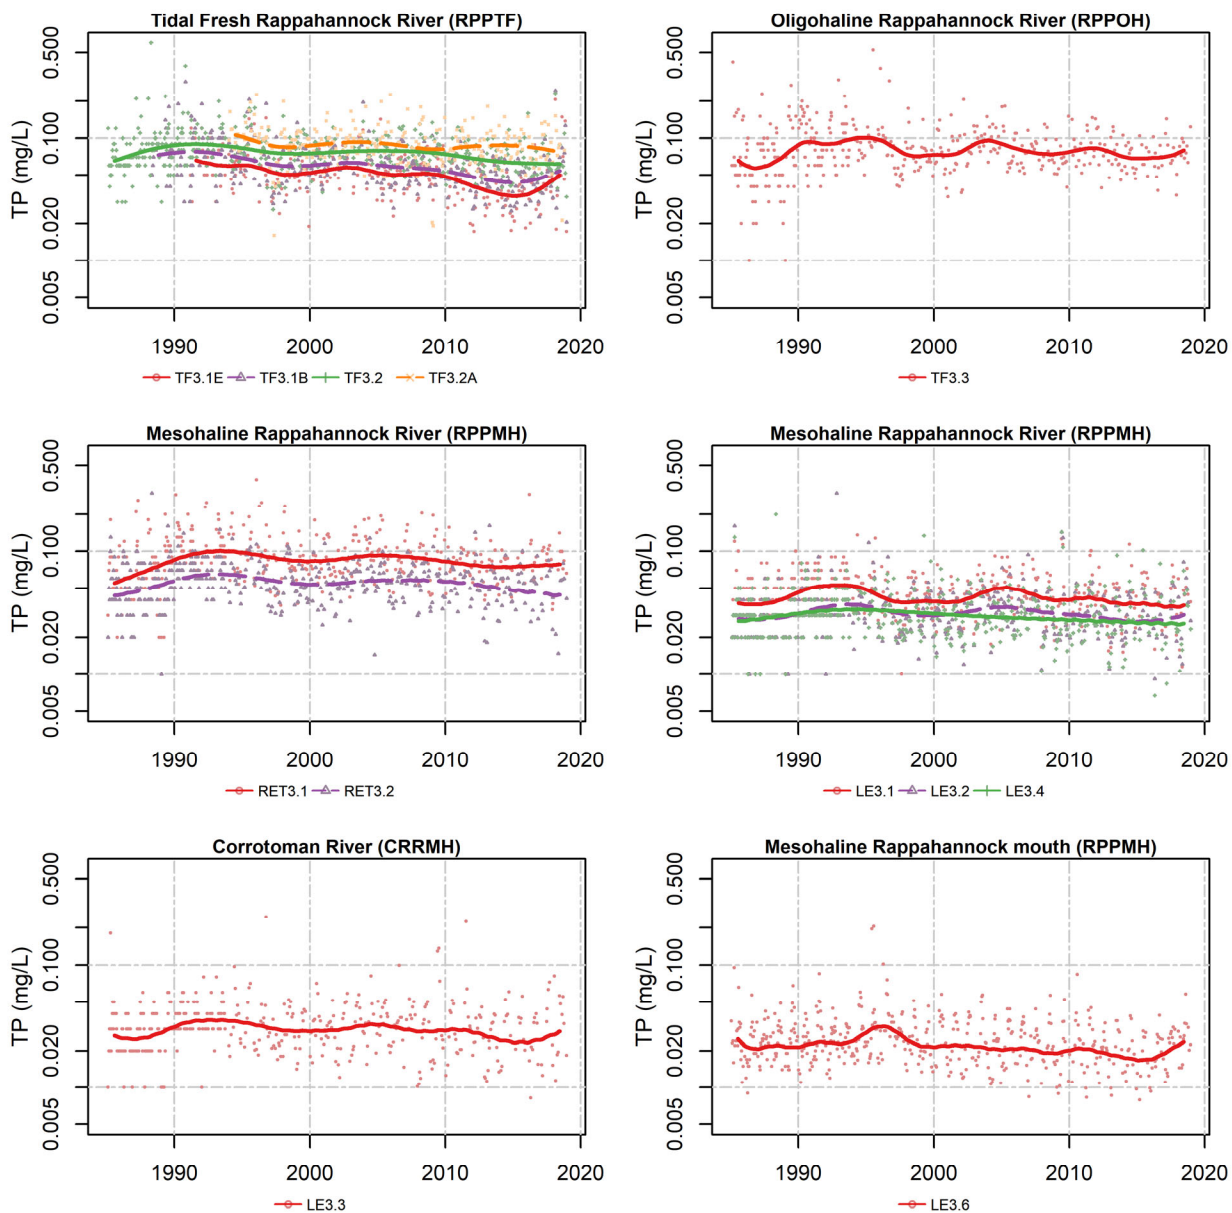 Tidal Fresh Rappahannock River (RPPTF)
TP (mg/L)
0.500
0.100
0.020
0.005
1990 2000 2010 2020
TF3.1E TF3.1B TF3.2 TF3.2A
Oligohaline Rappahannock River (RPPOH)
TP (mg/L)
0.500
0.100
0.020
0.005
1990 2000 2010 2020
TF3.3
Mesohaline Rappahannock River (RPPMH)
TP (mg/L)
0.500
0.100
0.020
0.005
1990 2000 2010 2020
RET3.1 RET3.2
Mesohaline Rappahannock River (RPPMH)
TP (mg/L)
0.500
0.100
0.020
0.005
1990 2000 2010 2020
LE3.1 LE3.2 LE3.4
Corrotoman River (CRRMH)
TP (mg/L)
0.500
0.100
0.020
0.005
1990 2000 2010 2020
LE3.3
Mesohaline Rappahannock mouth (RPPMH)
TP (mg/L)
0.500
0.100
0.020
0.005
1990 2000 2010 2020
LE3.6